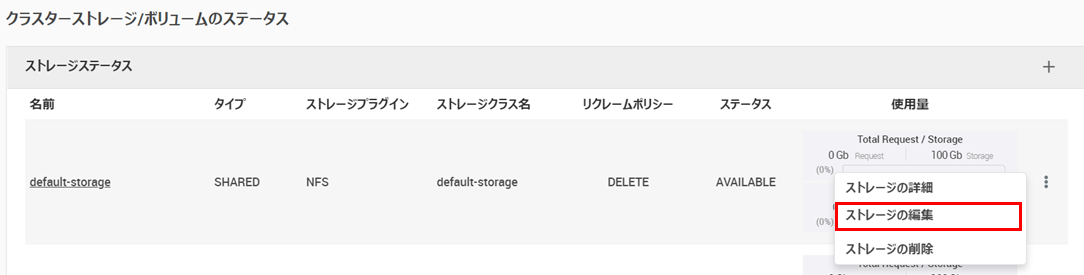 クラスターストレージ/ボリュームのステータス
ストレージステータス
名前 タイプ ストレージプラグイン ストレージクラス名 リクレームポリシー ステータス 使用量
Total Request / Storage
0 Gb Request 100 Gb Storage
(0%)
default-storage SHARED NFS default-storage DELETE AVAILABLE
ストレージの詳細
(0%)
ストレージの編集
ストレージの削除